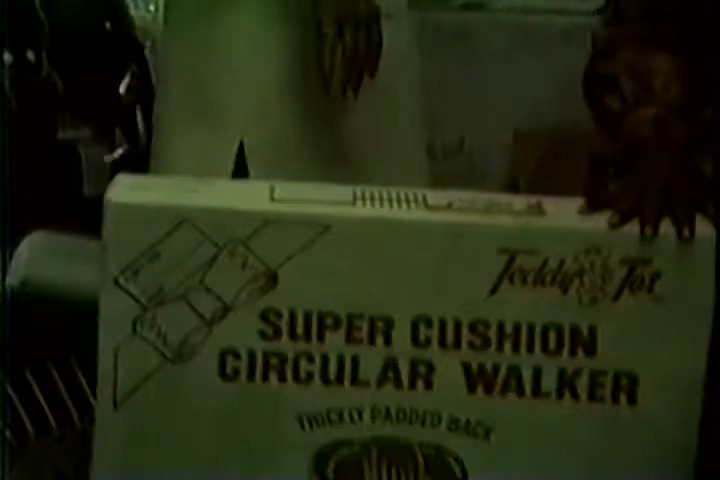 Teddy Tot
SUPER CUSHION
CIRCULAR WALKER
THICKLY PADDED BACK